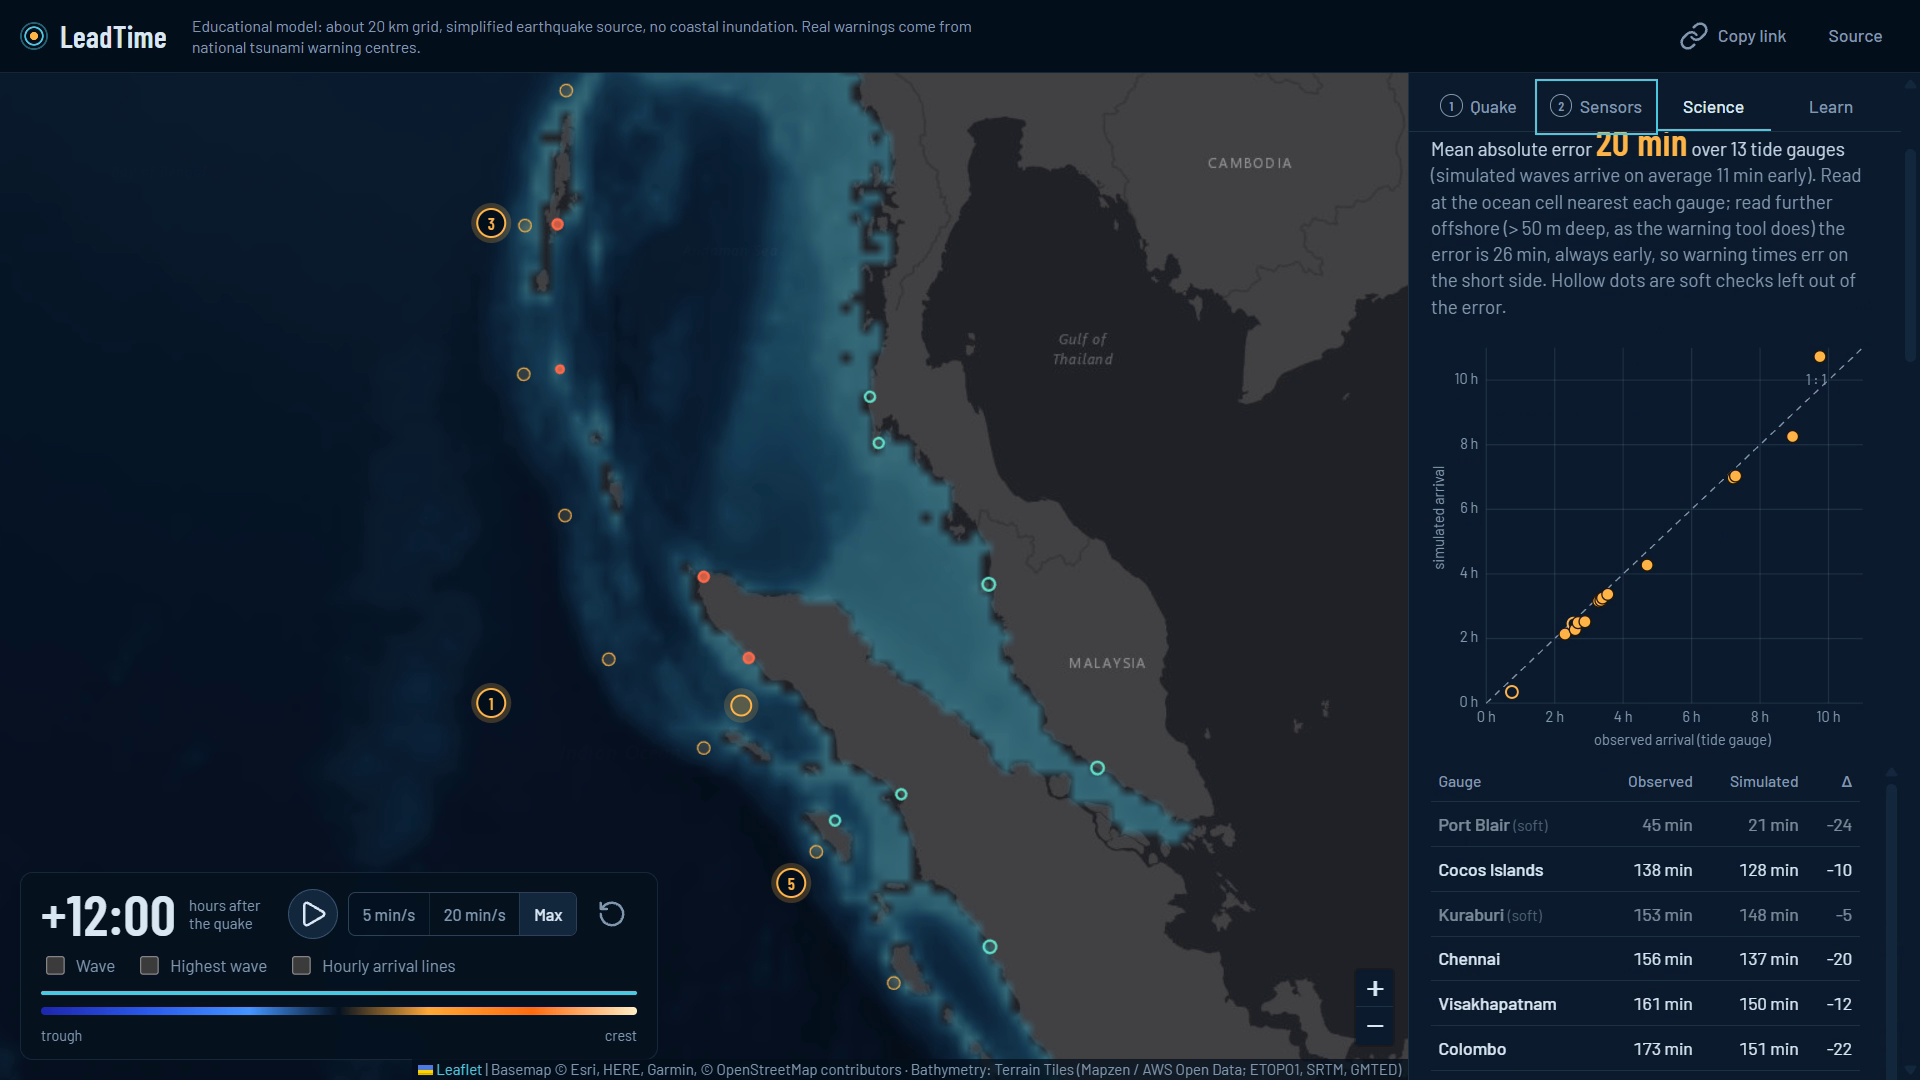 LeadTime
Educational model: about 20 km grid, simplified earthquake source, no coastal inundation. Real warnings come from
national tsunami warning centres.
Copy link
Source
1 Quake
2 Sensors
Science
Learn
CAMBODIA
Gulf of
Thailand
MALAYSIA
3
1
5
+12:00
hours after
the quake
5 min/s
20 min/s
Max
Wave
Highest wave
Hourly arrival lines
trough
crest
+
−
Leaflet | Basemap © Esri, HERE, Garmin, © OpenStreetMap contributors · Bathymetry: Terrain Tiles (Mapzen / AWS Open Data; ETOPO1, SRTM, GMTED)
Mean absolute error 20 min over 13 tide gauges
(simulated waves arrive on average 11 min early). Read
at the ocean cell nearest each gauge; read further
offshore (> 50 m deep, as the warning tool does) the
error is 26 min, always early, so warning times err on
the short side. Hollow dots are soft checks left out of
the error.
simulated arrival
10 h
8 h
6 h
4 h
2 h
0 h
1 : 1
0 h 2 h 4 h 6 h 8 h 10 h
observed arrival (tide gauge)
Gauge Observed Simulated Δ
Port Blair (soft) 45 min 21 min -24
Cocos Islands 138 min 128 min -10
Kuraburi (soft) 153 min 148 min -5
Chennai 156 min 137 min -20
Visakhapatnam 161 min 150 min -12
Colombo 173 min 151 min -22